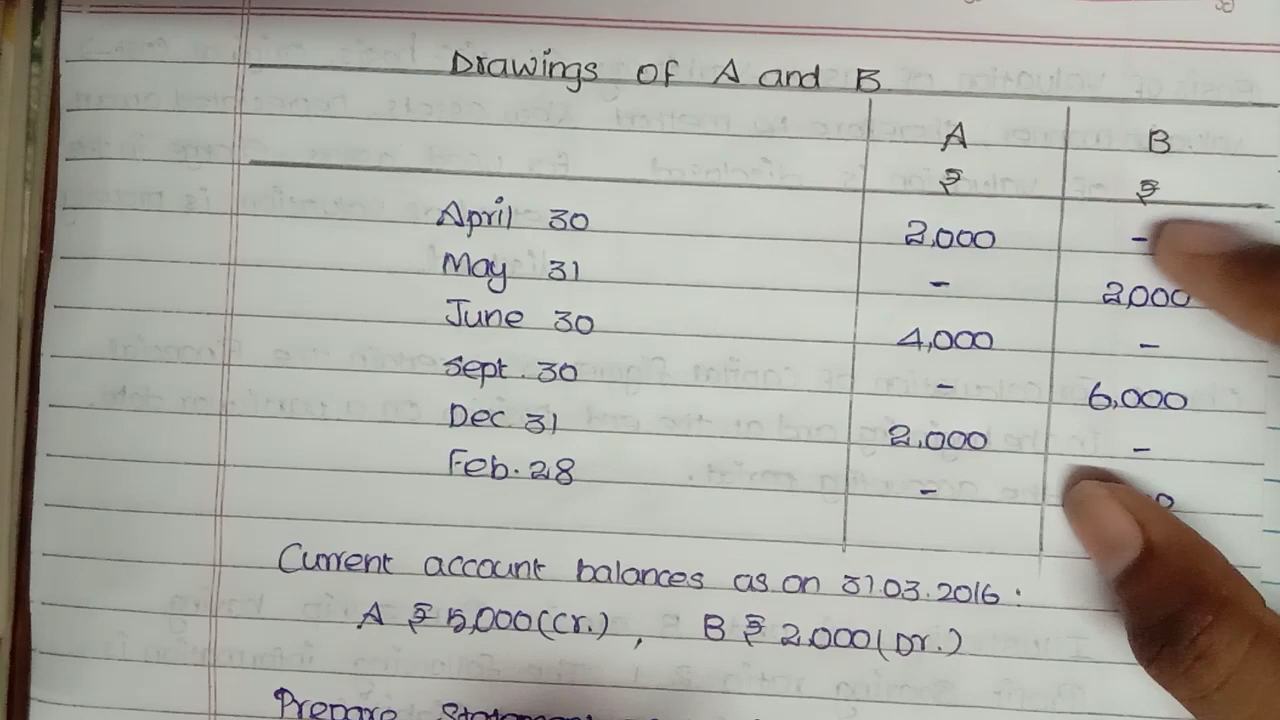 Drawings of A and B
A B
₹ ₹
April 30 2,000 -
May 31 - 2,000
June 30 4,000 -
Sept. 30 - 6,000
Dec 31 2,000 -
Feb. 28 -
Current account balances as on 31.03.2016 :
A ₹ 5,000 (Cr.) , B ₹ 2,000 (Dr.)
Prepare Statement